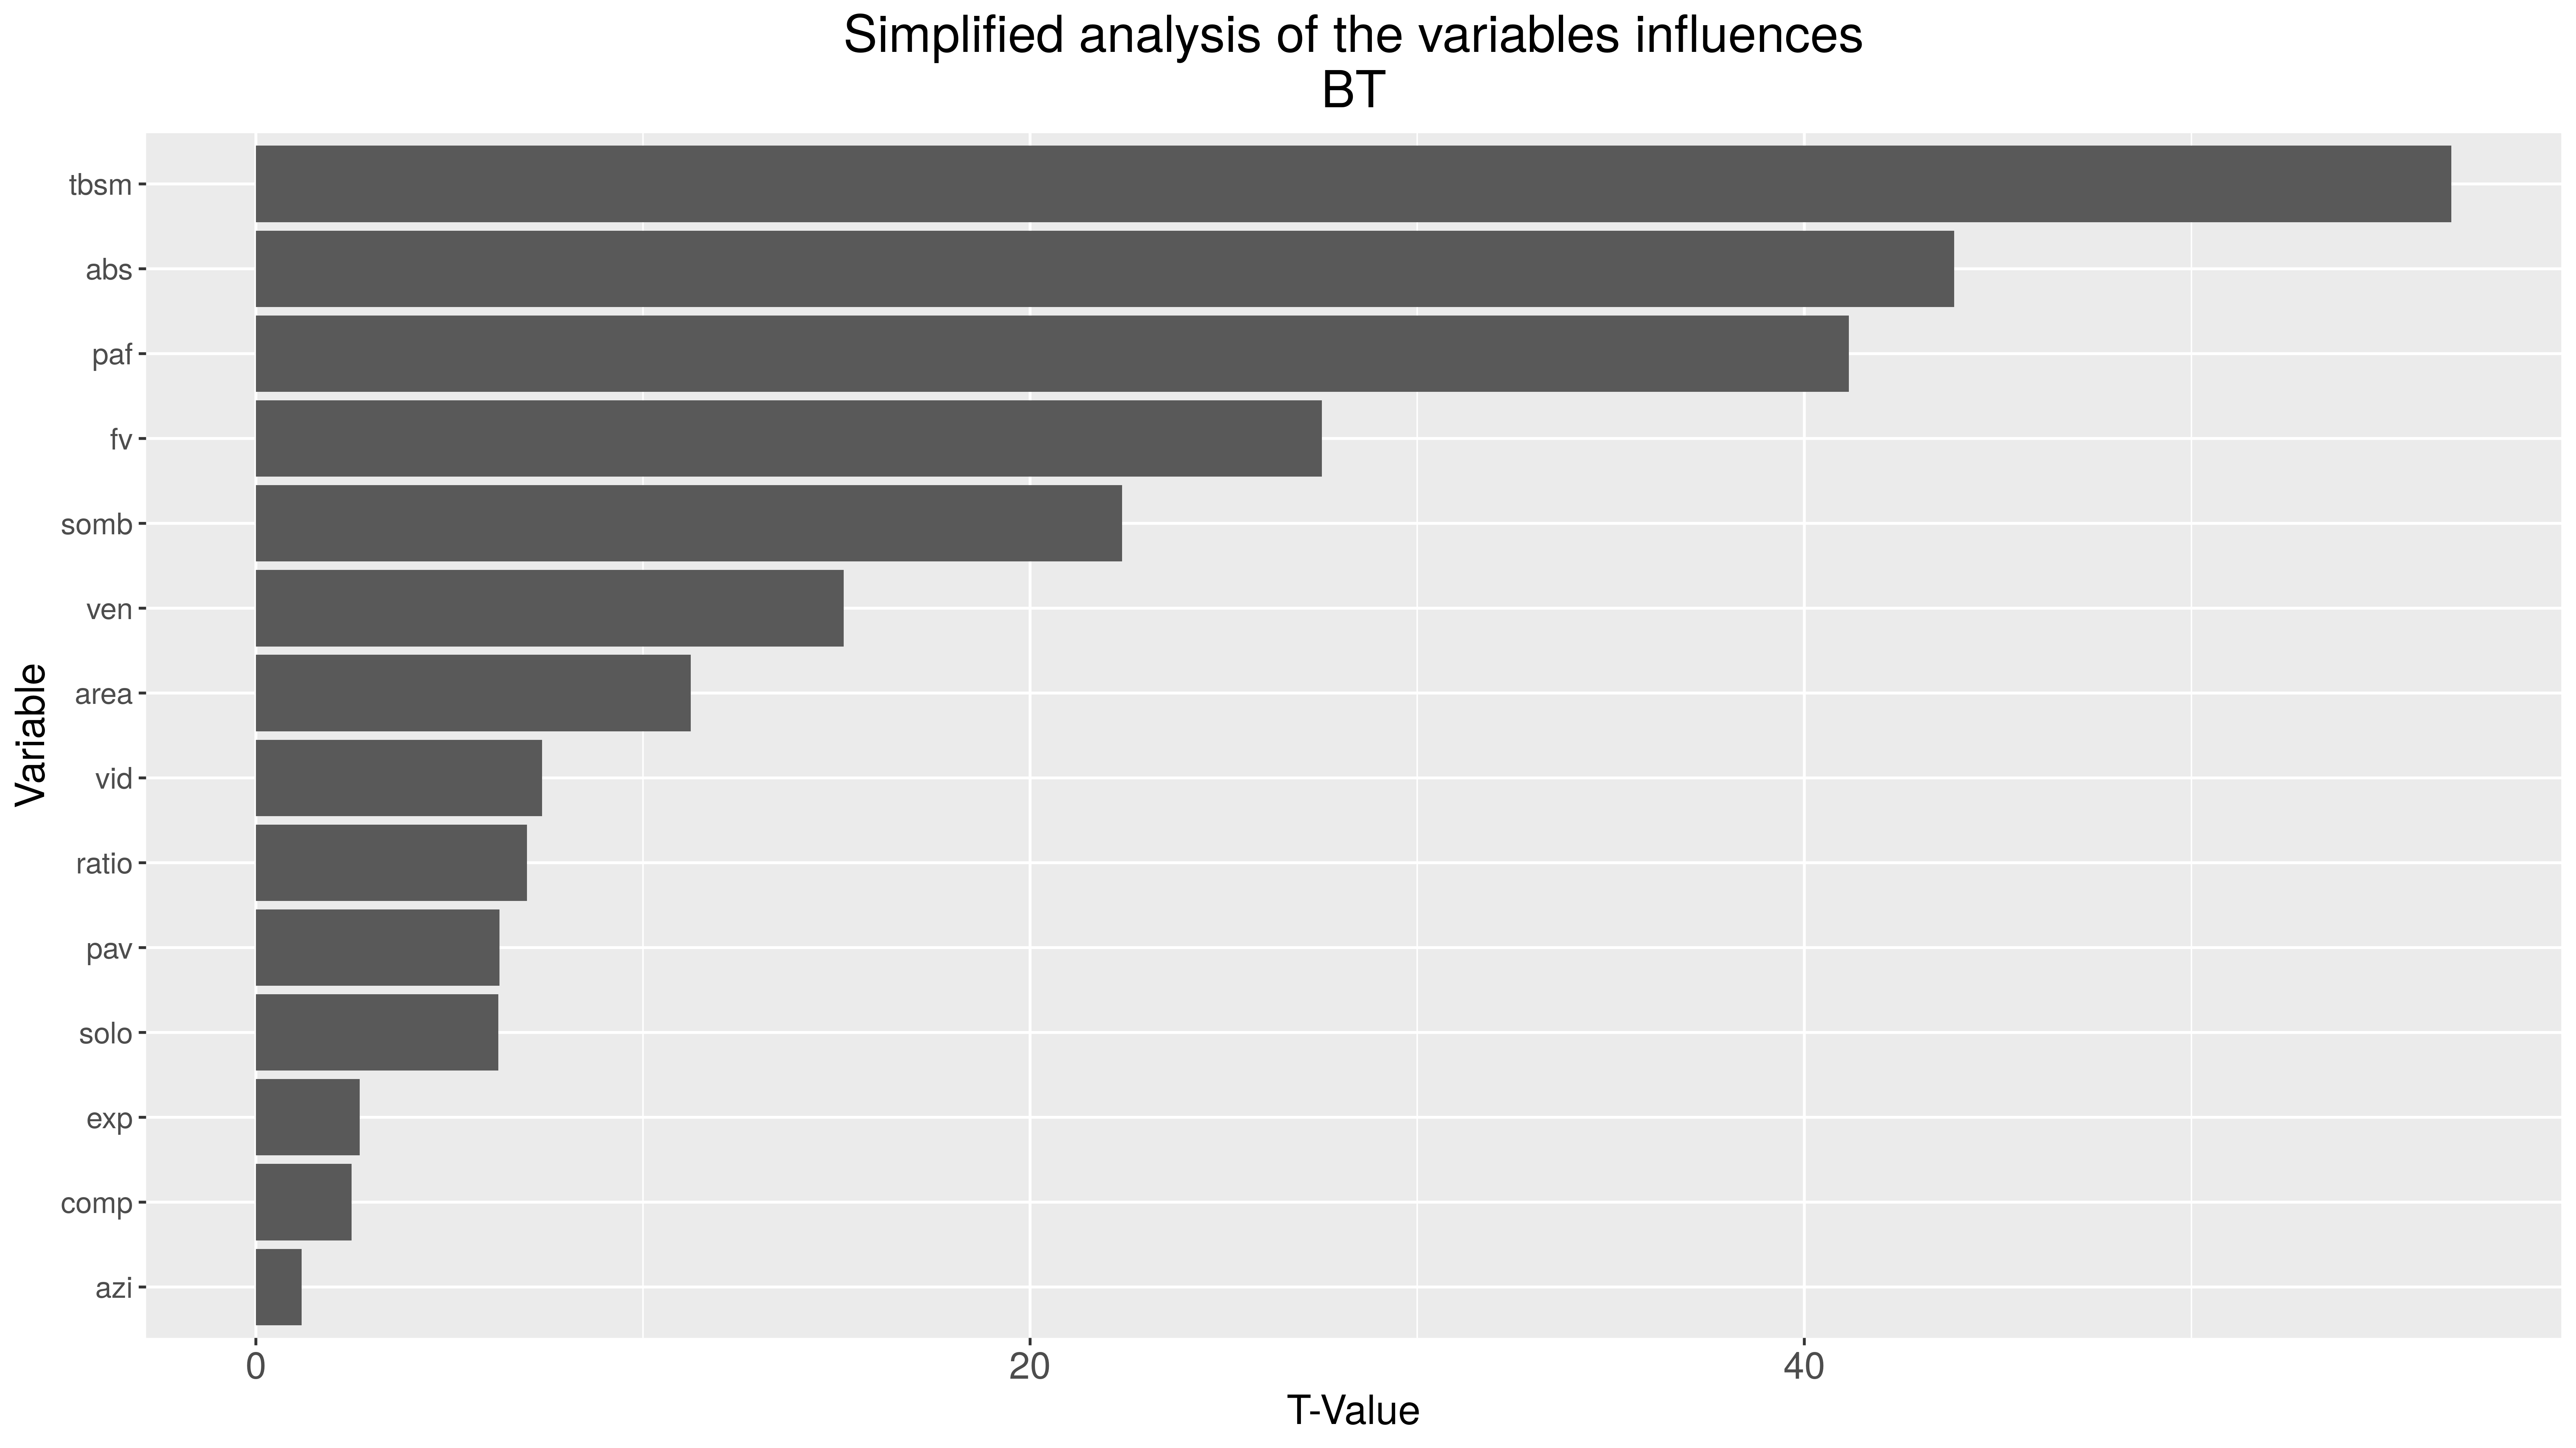 Simplified analysis of the variables influences
BT
Variable
tbsm
abs
paf
fv
somb
ven
area
vid
ratio
pav
solo
exp
comp
azi
0 20 40
T-Value